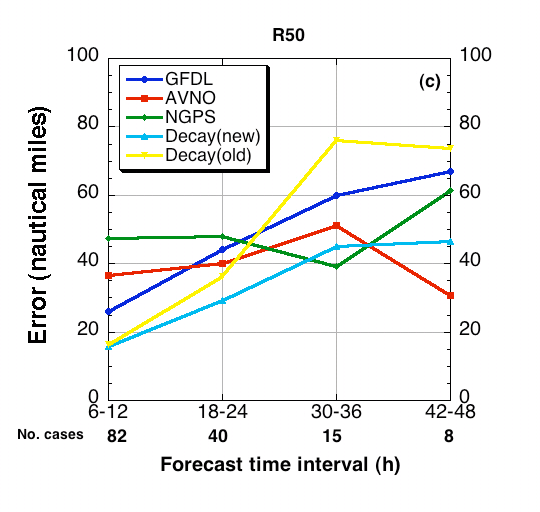 R50
100 100
(c)
GFDL
AVNO
NGPS
Decay(new)
Decay(old)
80 80
60 60
40 40
20 20
0 0
Error (nautical miles)
6-12 18-24 30-36 42-48
No. cases 82 40 15 8
Forecast time interval (h)